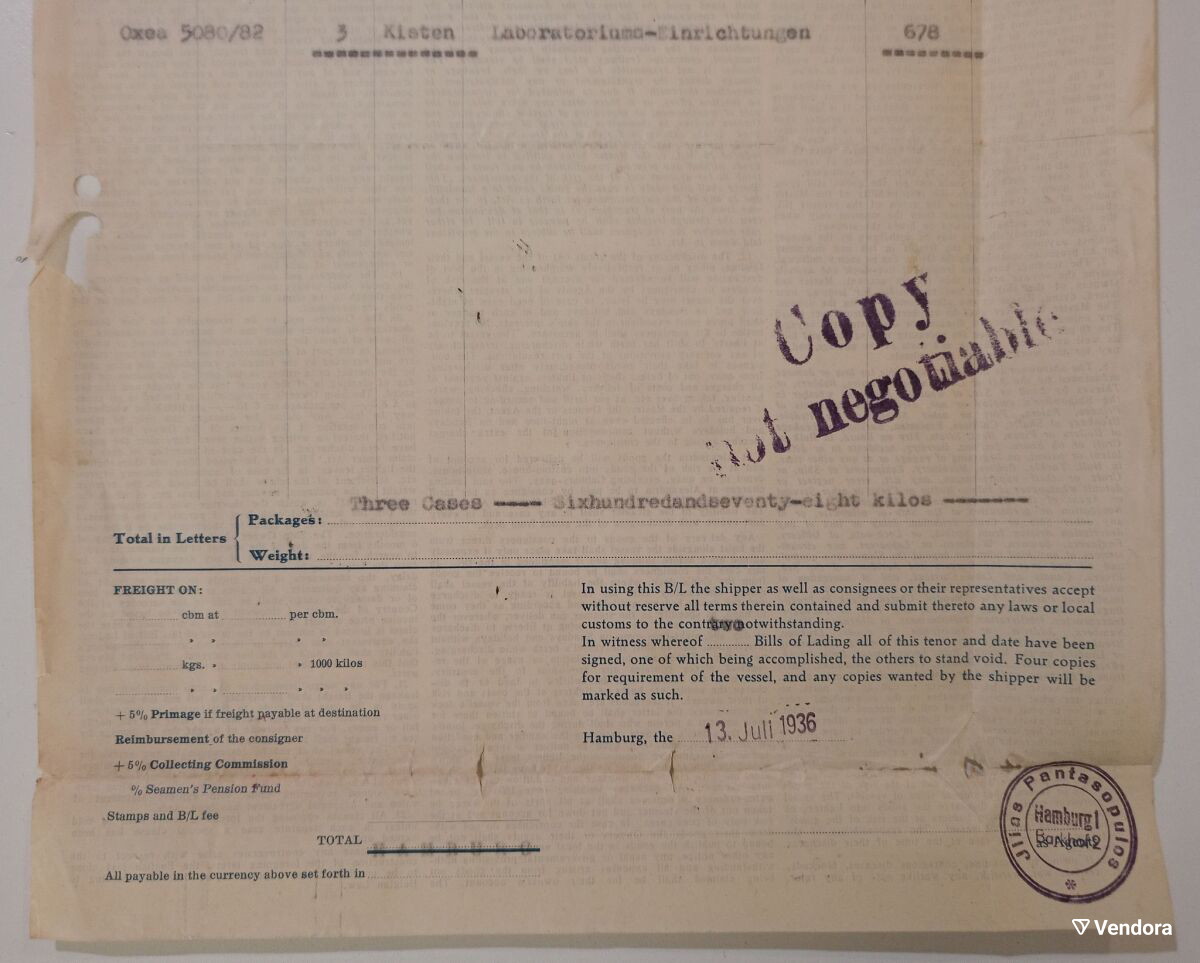 Oxea 5080/82 3 Kisten Laboratoriums-Einrichtungen 678
Copy
not negotiable
Three Cases ---- Sixhundredandseventy-eight kilos -------
Total in Letters { Packages:
Weight:
FREIGHT ON:
cbm at per cbm.
" " " "
kgs. " " 1000 kilos
" " " " "
+ 5% Primage if freight payable at destination
Reimbursement of the consigner
+ 5% Collecting Commission
% Seamen's Pension Fund
Stamps and B/L fee
TOTAL
All payable in the currency above set forth in
In using this B/L the shipper as well as consignees or their representatives accept
without reserve all terms therein contained and submit thereto any laws or local
customs to the contrary notwithstanding.
In witness whereof two Bills of Lading all of this tenor and date have been
signed, one of which being accomplished, the others to stand void. Four copies
for requirement of the vessel, and any copies wanted by the shipper will be
marked as such.
Hamburg, the 13. Juli 1936
Jlias Pantasopulos
Hamburg 1
Barkhof 2
as Agents
Vendora